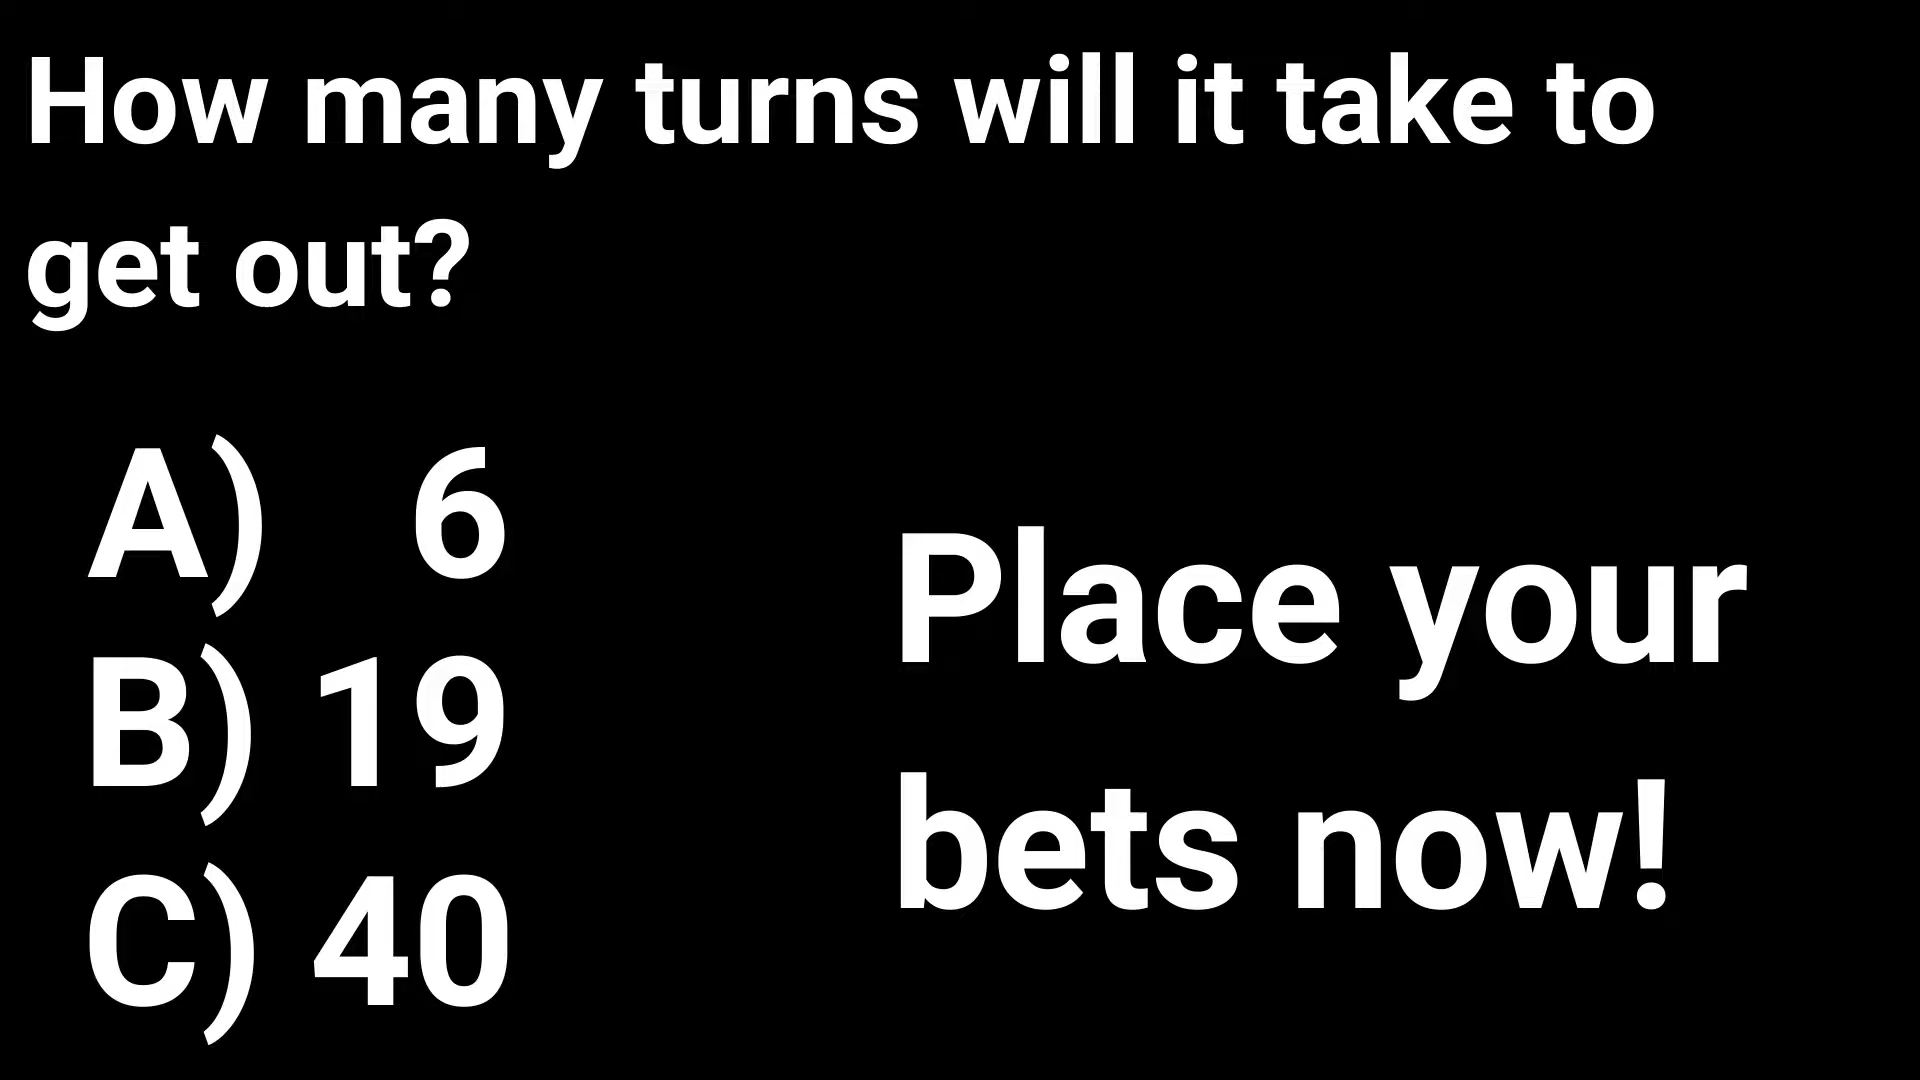 How many turns will it take to
get out?
A) 6
B) 19
C) 40
Place your
bets now!